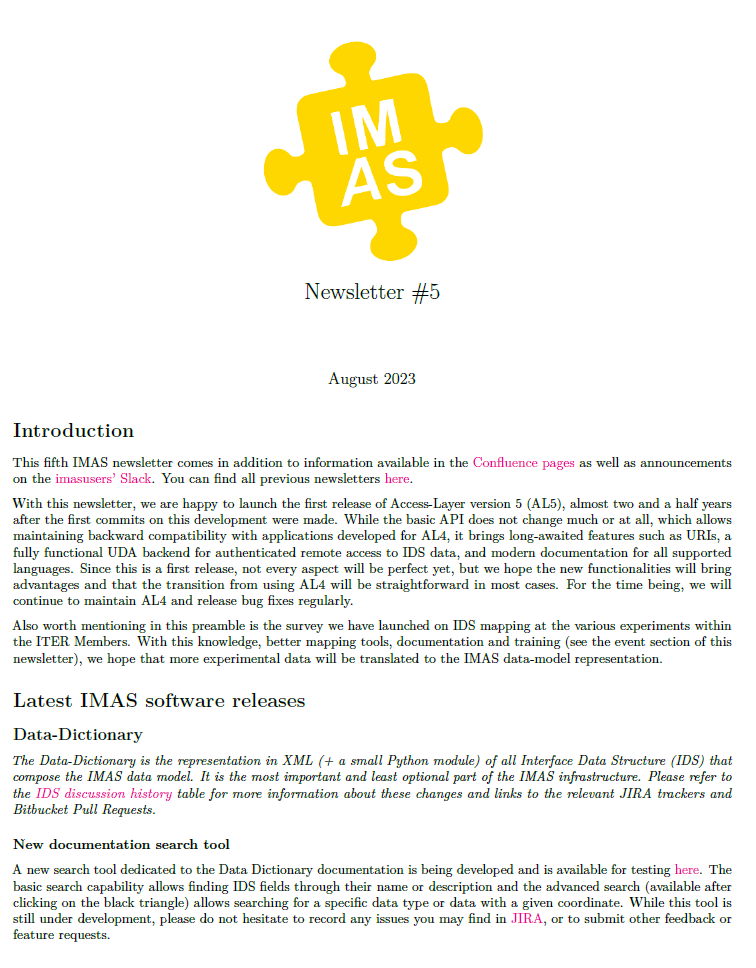 IM
AS
Newsletter #5
August 2023
Introduction
This fifth IMAS newsletter comes in addition to information available in the Confluence pages as well as announcements
on the imasusers' Slack. You can find all previous newsletters here.
With this newsletter, we are happy to launch the first release of Access-Layer version 5 (AL5), almost two and a half years
after the first commits on this development were made. While the basic API does not change much or at all, which allows
maintaining backward compatibility with applications developed for AL4, it brings long-awaited features such as URIs, a
fully functional UDA backend for authenticated remote access to IDS data, and modern documentation for all supported
languages. Since this is a first release, not every aspect will be perfect yet, but we hope the new functionalities will bring
advantages and that the transition from using AL4 will be straightforward in most cases. For the time being, we will
continue to maintain AL4 and release bug fixes regularly.
Also worth mentioning in this preamble is the survey we have launched on IDS mapping at the various experiments within
the ITER Members. With this knowledge, better mapping tools, documentation and training (see the event section of this
newsletter), we hope that more experimental data will be translated to the IMAS data-model representation.
Latest IMAS software releases
Data-Dictionary
The Data-Dictionary is the representation in XML (+ a small Python module) of all Interface Data Structure (IDS) that
compose the IMAS data model. It is the most important and least optional part of the IMAS infrastructure. Please refer to
the IDS discussion history table for more information about these changes and links to the relevant JIRA trackers and
Bitbucket Pull Requests.
New documentation search tool
A new search tool dedicated to the Data Dictionary documentation is being developed and is available for testing here. The
basic search capability allows finding IDS fields through their name or description and the advanced search (available after
clicking on the black triangle) allows searching for a specific data type or data with a given coordinate. While this tool is
still under development, please do not hesitate to record any issues you may find in JIRA, or to submit other feedback or
feature requests.